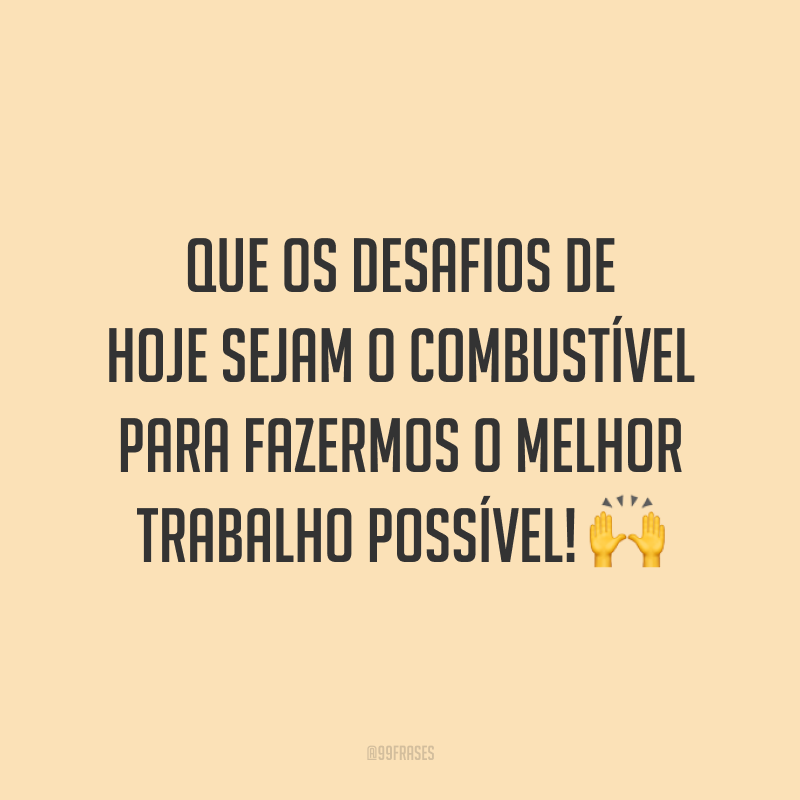 QUE OS DESAFIOS DE
HOJE SEJAM O COMBUSTÍVEL
PARA FAZERMOS O MELHOR
TRABALHO POSSÍVEL! 🙌
@99FRASES